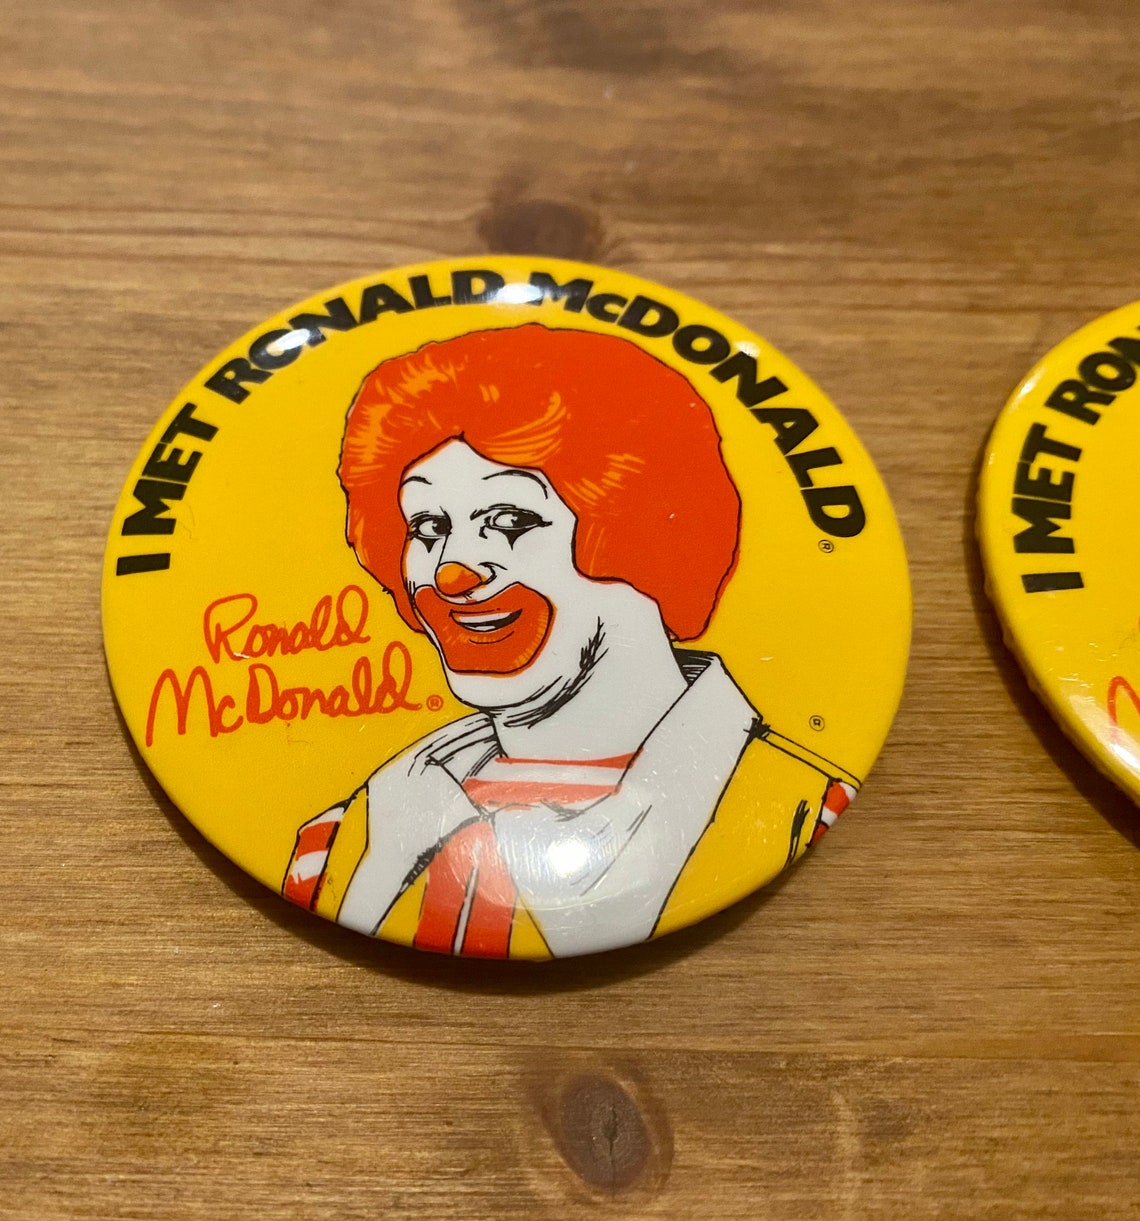 I MET RONALD McDONALD®
Ronald
McDonald®
®
I MET RON